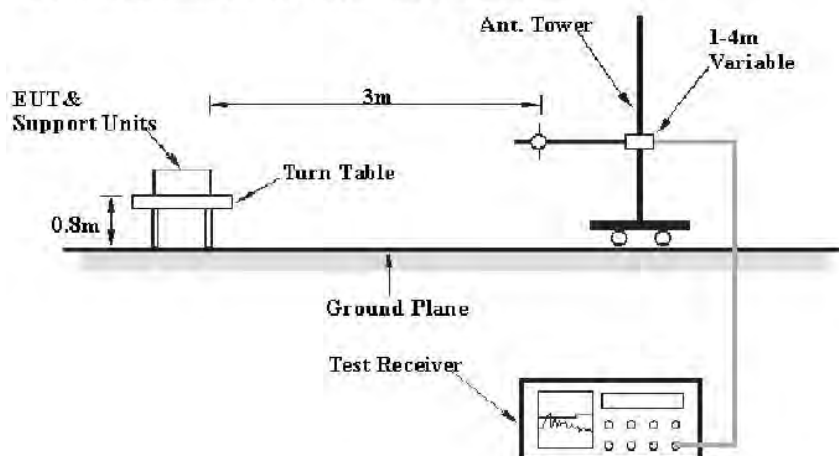 Ant. Tower
1-4m
Variable
3m
EUT &
Support Units
Turn Table
0.8m
Ground Plane
Test Receiver